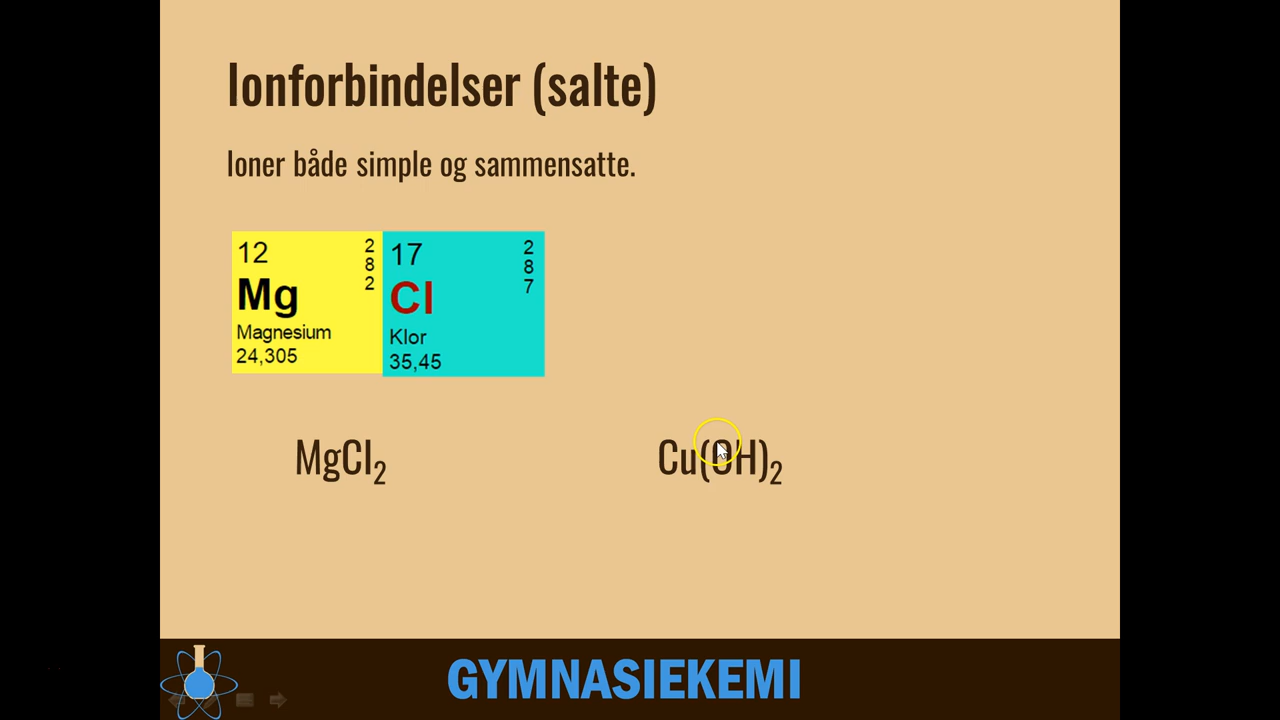 Ionforbindelser (salte)
Ioner både simple og sammensatte.
12 2 8 2
Mg
Magnesium
24,305
17 2 8 7
Cl
Klor
35,45
MgCl₂
Cu(OH)₂
GYMNASIEKEMI